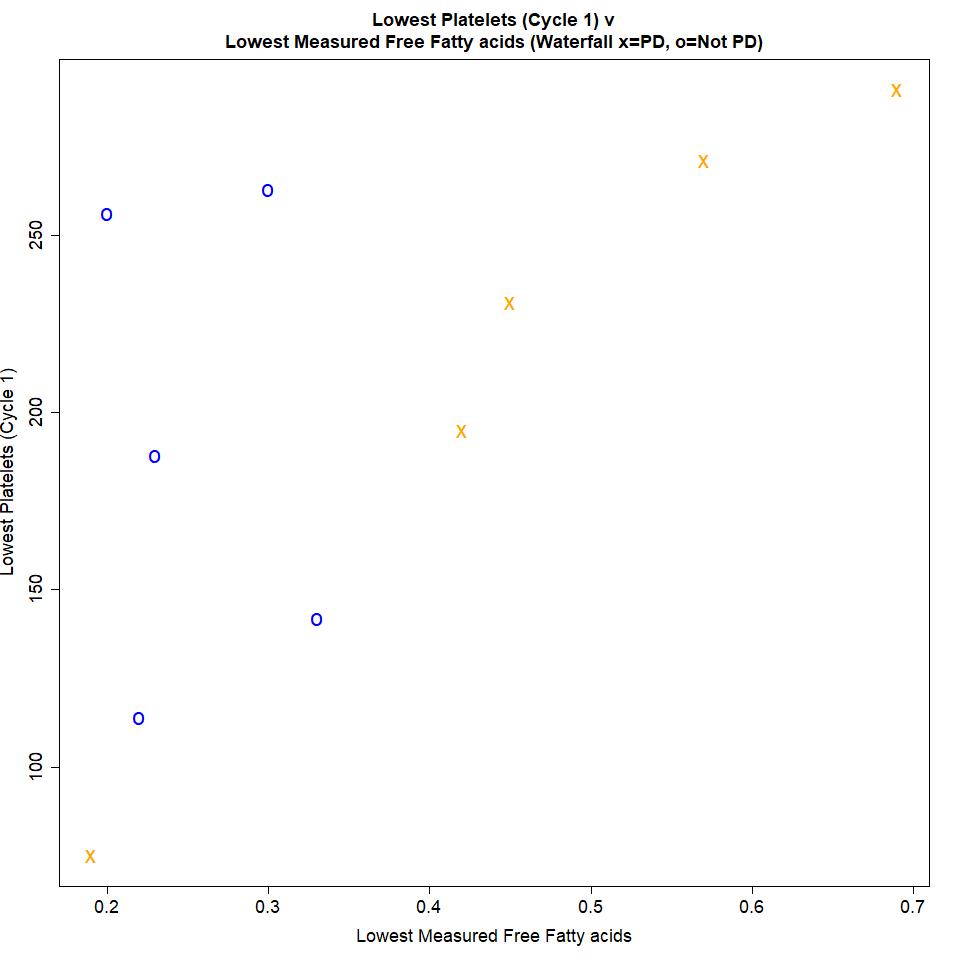 Lowest Platelets (Cycle 1) v
Lowest Measured Free Fatty acids (Waterfall x=PD, o=Not PD)
Lowest Platelets (Cycle 1)
250
200
150
100
X
X
O
O
X
X
O
O
O
X
0.2 0.3 0.4 0.5 0.6 0.7
Lowest Measured Free Fatty acids